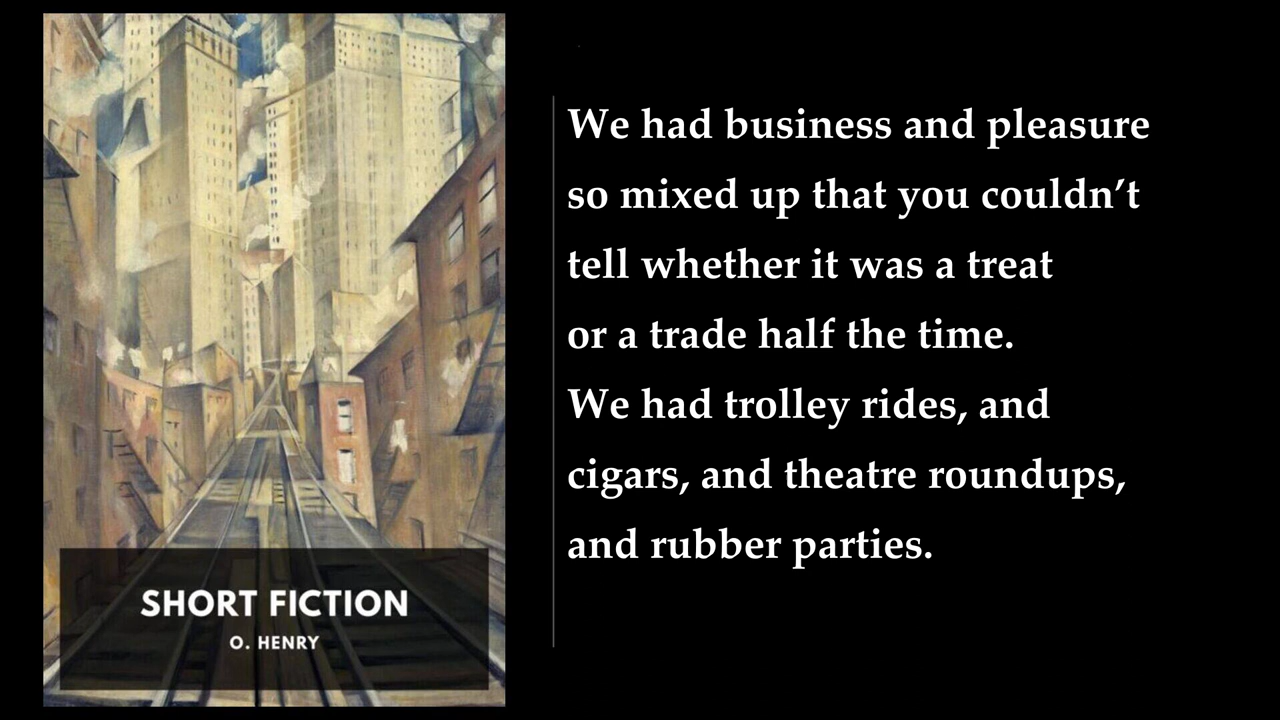 We had business and pleasure
so mixed up that you couldn’t
tell whether it was a treat
or a trade half the time.
We had trolley rides, and
cigars, and theatre roundups,
and rubber parties.
SHORT FICTION
O. HENRY